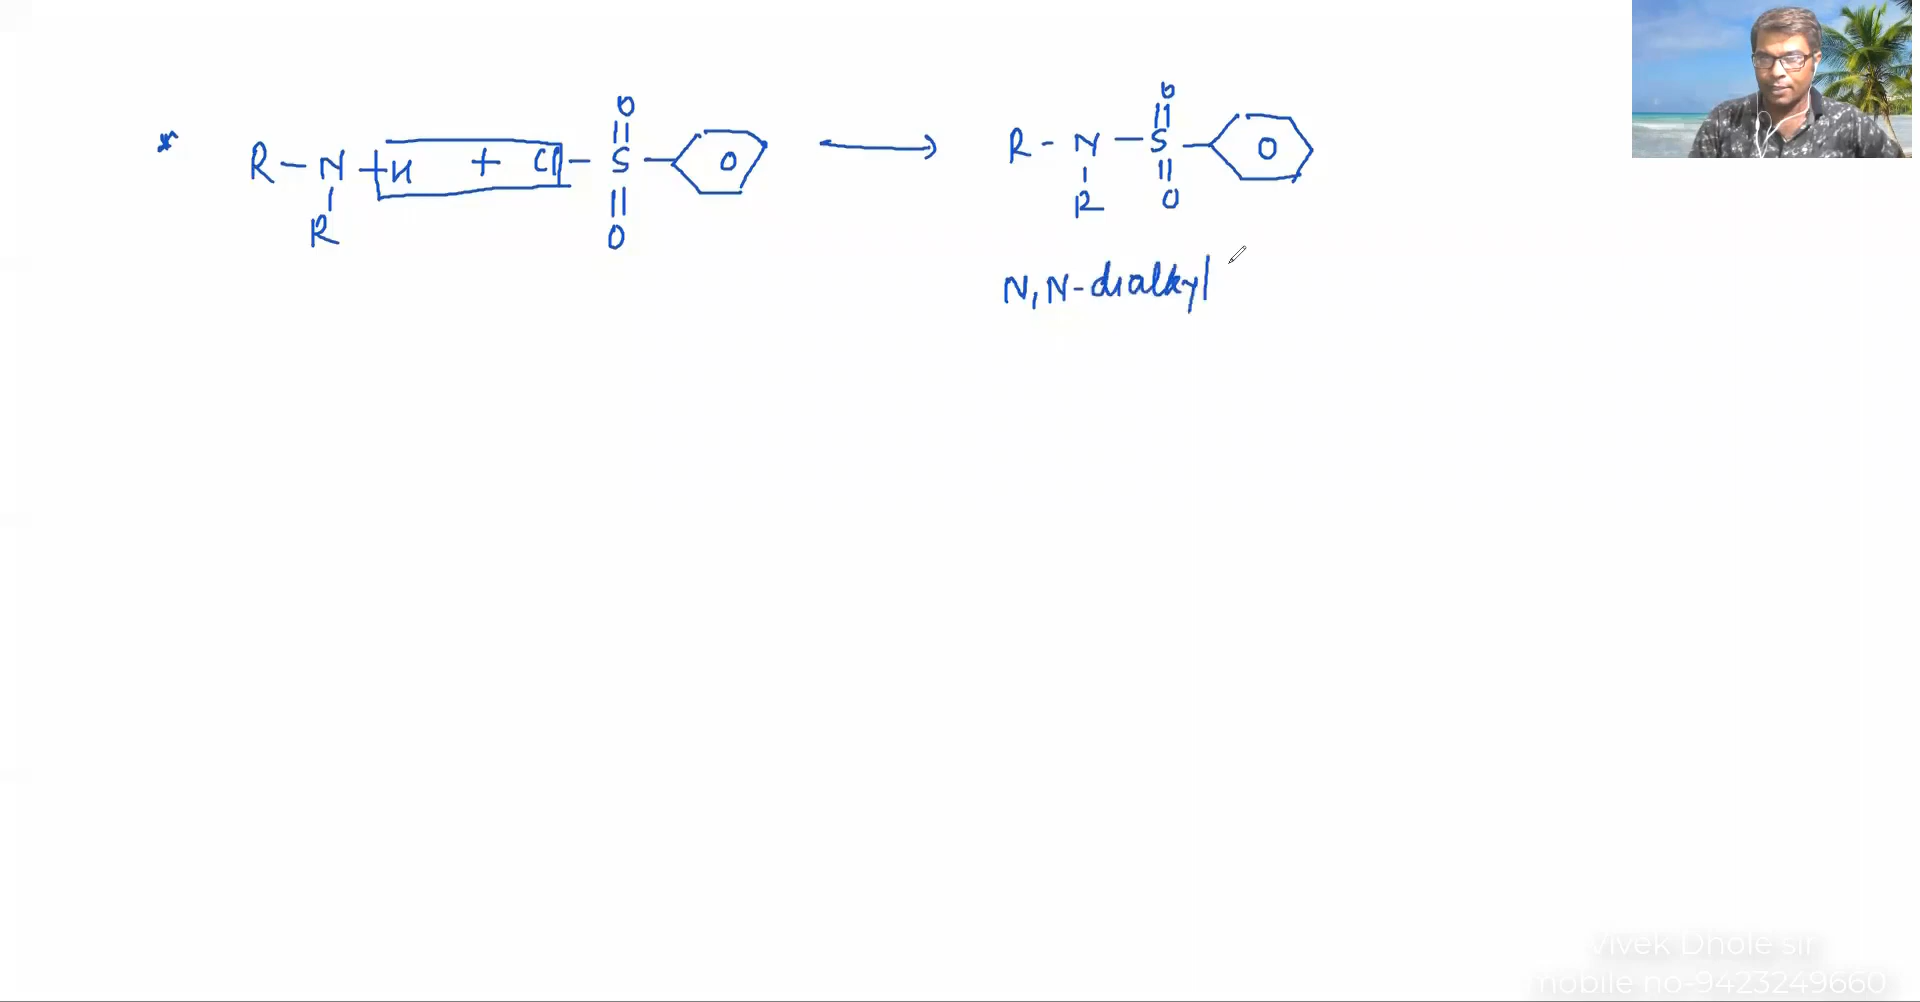 * R-N-H + Cl-S-⌬ → R-N-S-⌬
O
O
R
O
R
O
N,N-dialkyl
Vivek Dhole sir
mobile no-9423249660